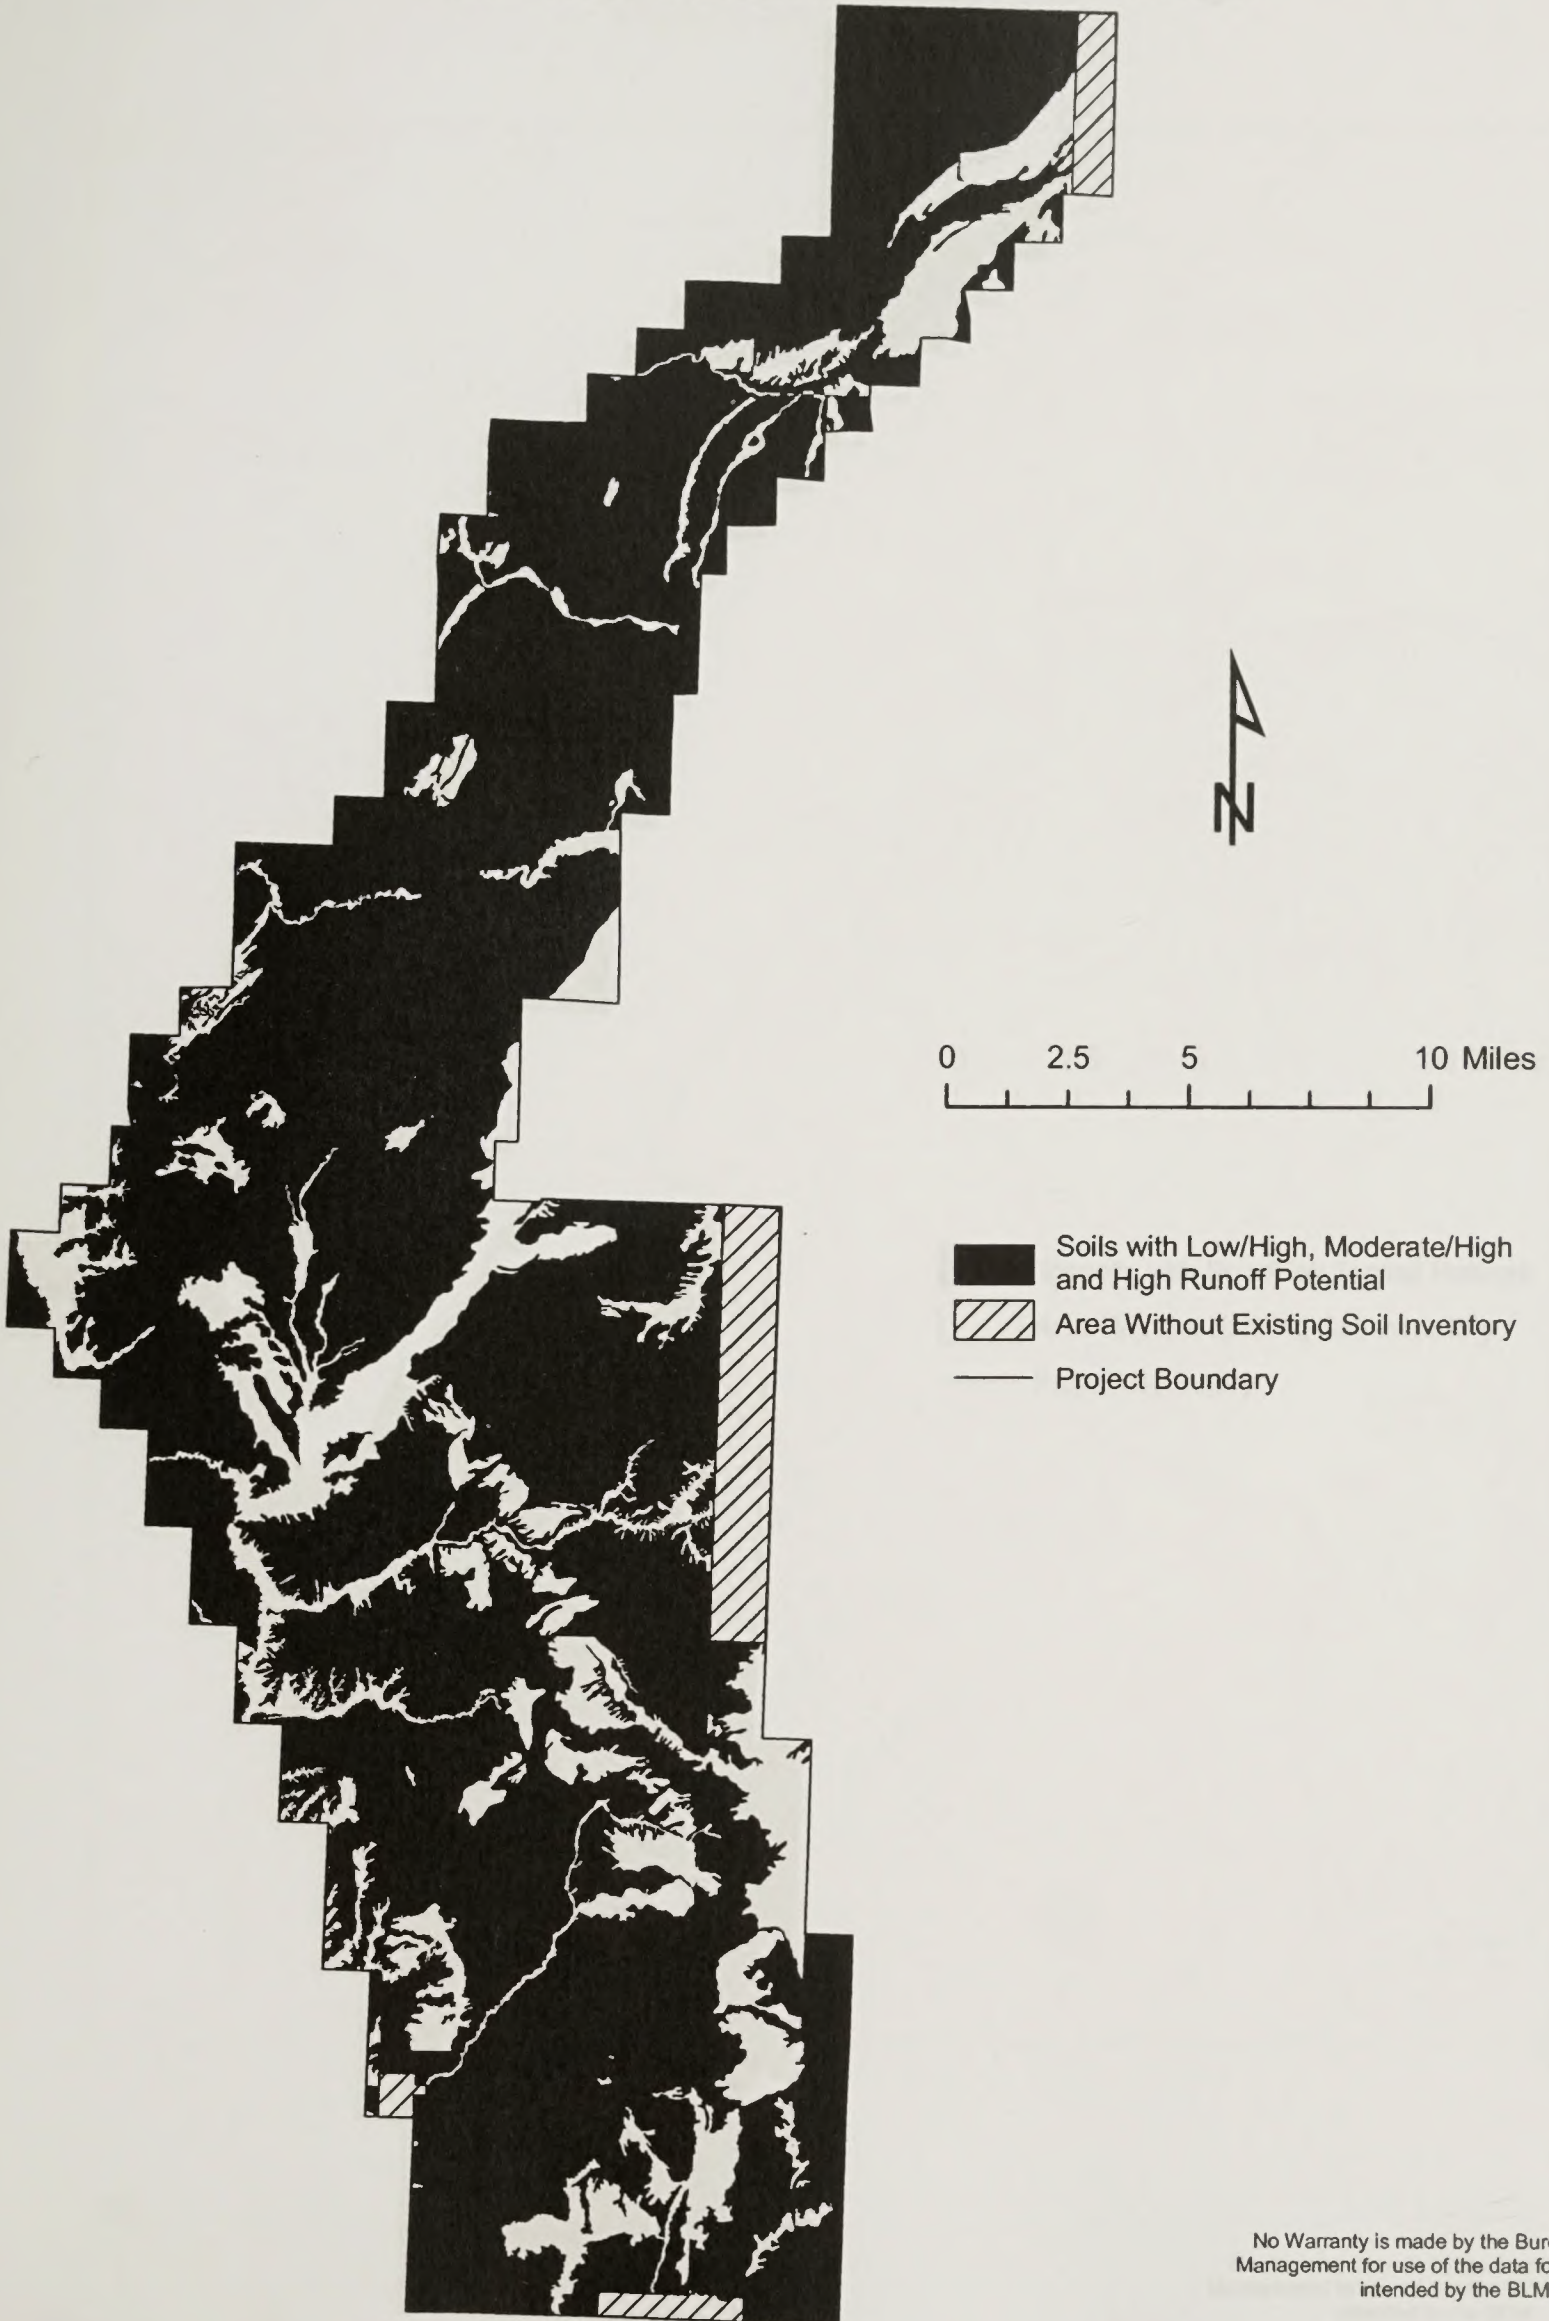 N
0 2.5 5 10 Miles
Soils with Low/High, Moderate/High
and High Runoff Potential
Area Without Existing Soil Inventory
Project Boundary
No Warranty is made by the
Management for use of the data
intended by the BLM